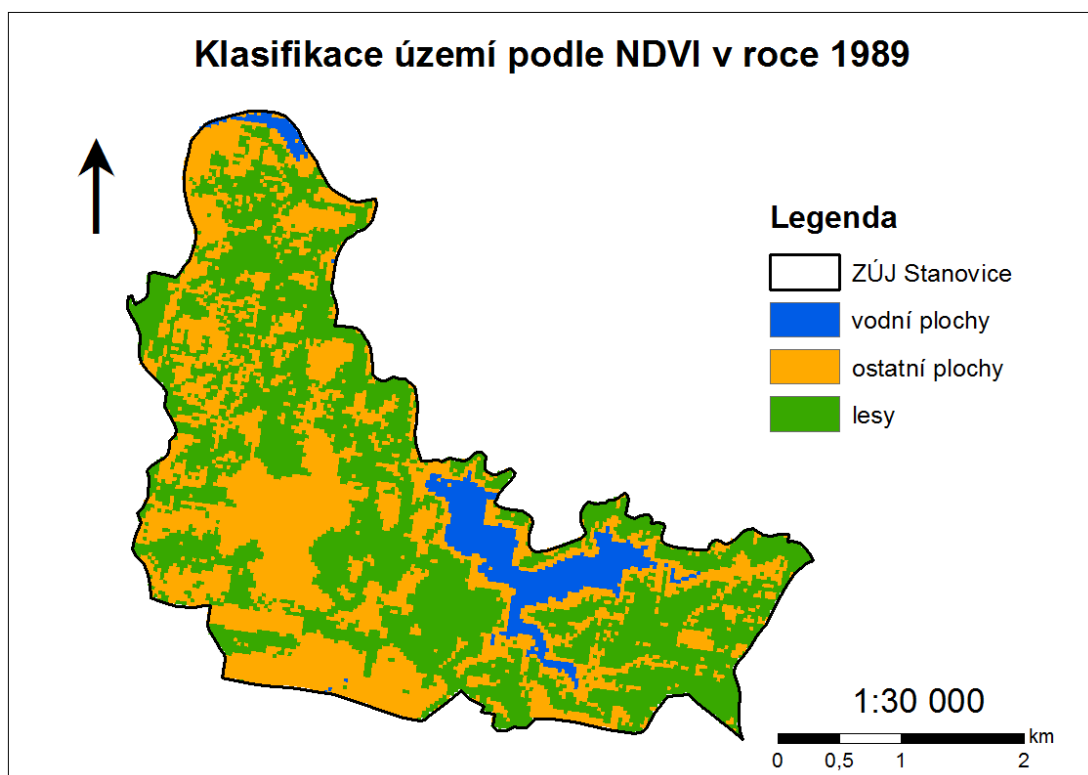 Klasifikace území podle NDVI v roce 1989
Legenda
ZÚJ Stanovice
vodní plochy
ostatní plochy
lesy
1:30 000
km
0 0,5 1 2